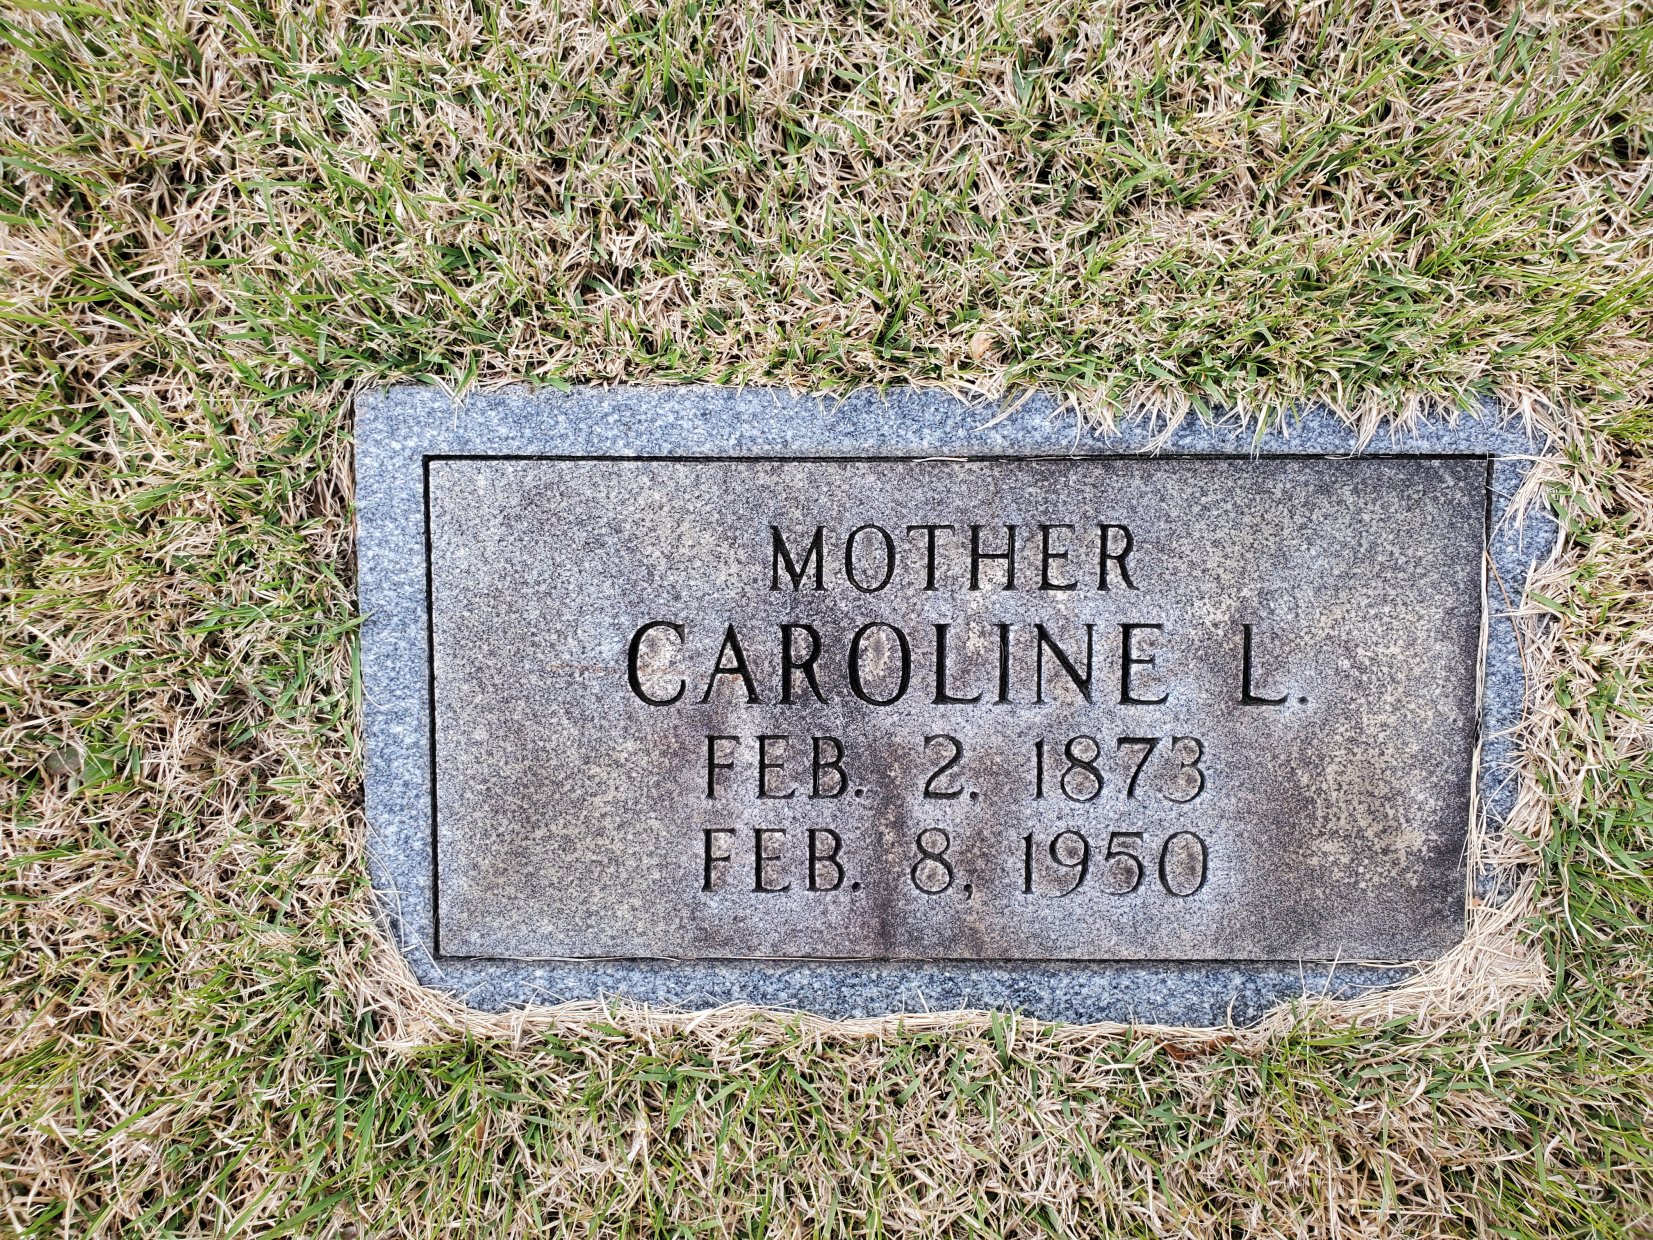 MOTHER
CAROLINE L.
FEB. 2, 1873
FEB. 8, 1950